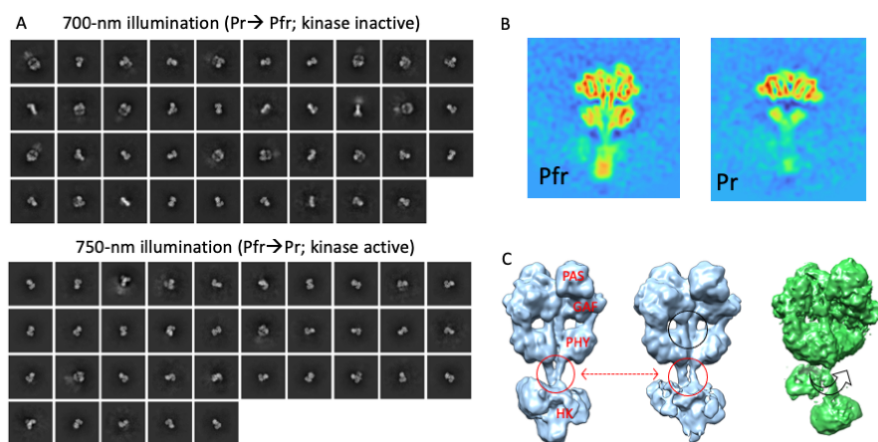 A
700-nm illumination (Pr→ Pfr; kinase inactive)
750-nm illumination (Pfr→Pr; kinase active)
B
Pfr
Pr
C
PAS
GAF
PHY
HK